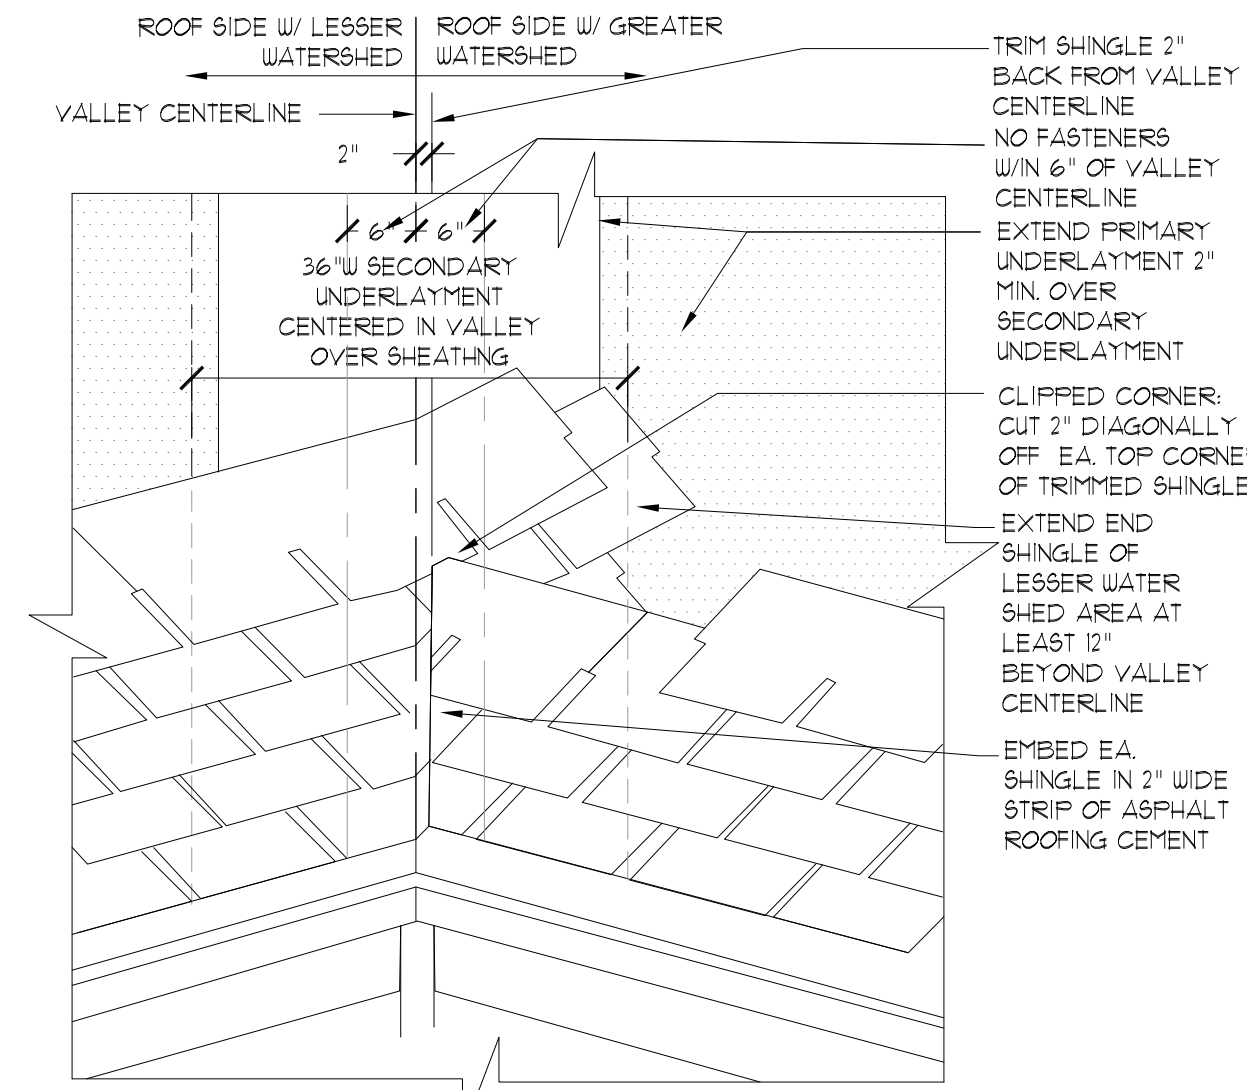 ROOF SIDE W/ LESSER
WATERSHED
ROOF SIDE W/ GREATER
WATERSHED
VALLEY CENTERLINE
2"
6"
6"
36"W SECONDARY
UNDERLAYMENT
CENTERED IN VALLEY
OVER SHEATHNG
TRIM SHINGLE 2"
BACK FROM VALLEY
CENTERLINE
NO FASTENERS
W/IN 6" OF VALLEY
CENTERLINE
EXTEND PRIMARY
UNDERLAYMENT 2"
MIN. OVER
SECONDARY
UNDERLAYMENT
CLIPPED CORNER:
CUT 2" DIAGONALLY
OFF EA. TOP CORNE
OF TRIMMED SHINGLE
EXTEND END
SHINGLE OF
LESSER WATER
SHED AREA AT
LEAST 12"
BEYOND VALLEY
CENTERLINE
EMBED EA.
SHINGLE IN 2" WIDE
STRIP OF ASPHALT
ROOFING CEMENT